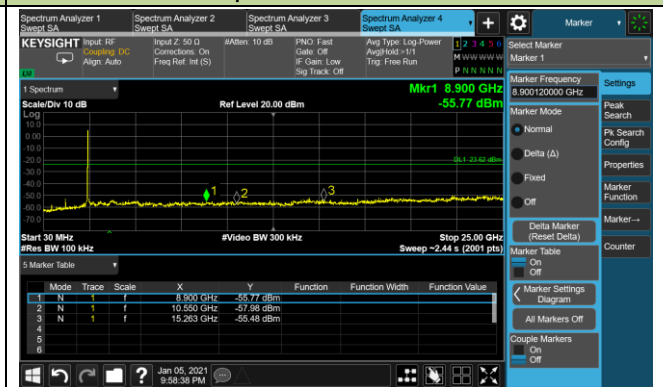 Spectrum Analyzer 1 Spectrum Analyzer 2 Spectrum Analyzer 3 Spectrum Analyzer 4 Marker
Swept SA Swept SA Swept SA Swept SA
KEYSIGHT Input: RF Input Z: 50 Ω #Atten: 10 dB PNO: Fast Avg Type: Log-Power 1 2 3 4 5 6
Coupling: DC Corrections: On Gate: Off Avg|Hold:>1/1 M W W W W W
Align: Auto Freq Ref: Int (S) IF Gain: Low Trig: Free Run
Sig Track: Off P N N N N N
Select Marker
Marker 1
1 Spectrum Mkr1 8.900 GHz
Scale/Div 10 dB Ref Level 20.00 dBm -55.77 dBm
Log
10.0
0.00
-10.0
-20.0
DL1 -23.62 dBm
-30.0
-40.0
-50.0
-60.0
-70.0
1 2 3
Start 30 MHz #Video BW 300 kHz Stop 25.00 GHz
#Res BW 100 kHz Sweep ~2.44 s (2001 pts)
5 Marker Table
Mode Trace Scale X Y Function Function Width Function Value
1 N 1 f 8.900 GHz -55.77 dBm
2 N 1 f 10.550 GHz -57.98 dBm
3 N 1 f 15.263 GHz -55.48 dBm
4
5
6
Marker Frequency
8.900120000 GHz
Marker Mode
Normal
Delta (Δ)
Fixed
Off
Delta Marker
(Reset Delta)
Marker Table
On
Off
Marker Settings
Diagram
All Markers Off
Couple Markers
On
Off
Settings
Peak
Search
Pk Search
Config
Properties
Marker
Function
Marker→
Counter
? Jan 05, 2021
9:58:38 PM